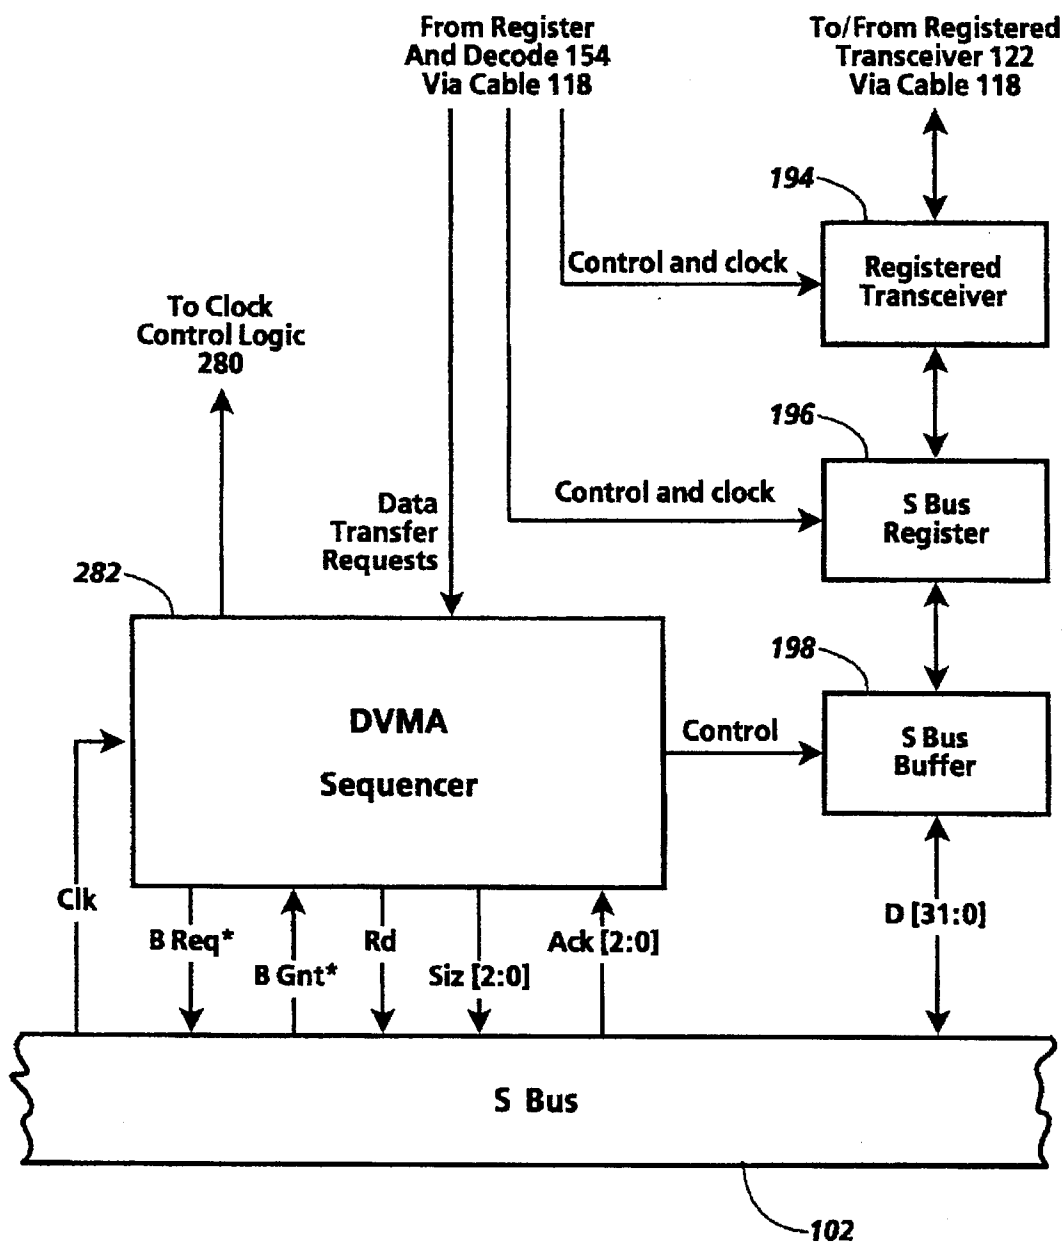 From Register
And Decode 154
Via Cable 118
To/From Registered
Transceiver 122
Via Cable 118
194
Control and clock
Registered
Transceiver
To Clock
Control Logic
280
196
Control and clock
S Bus
Register
Data
Transfer
Requests
282
198
DVMA
Sequencer
Control
S Bus
Buffer
Clk
B Req*
B Gnt*
Rd
Siz [2:0]
Ack [2:0]
D [31:0]
S Bus
102